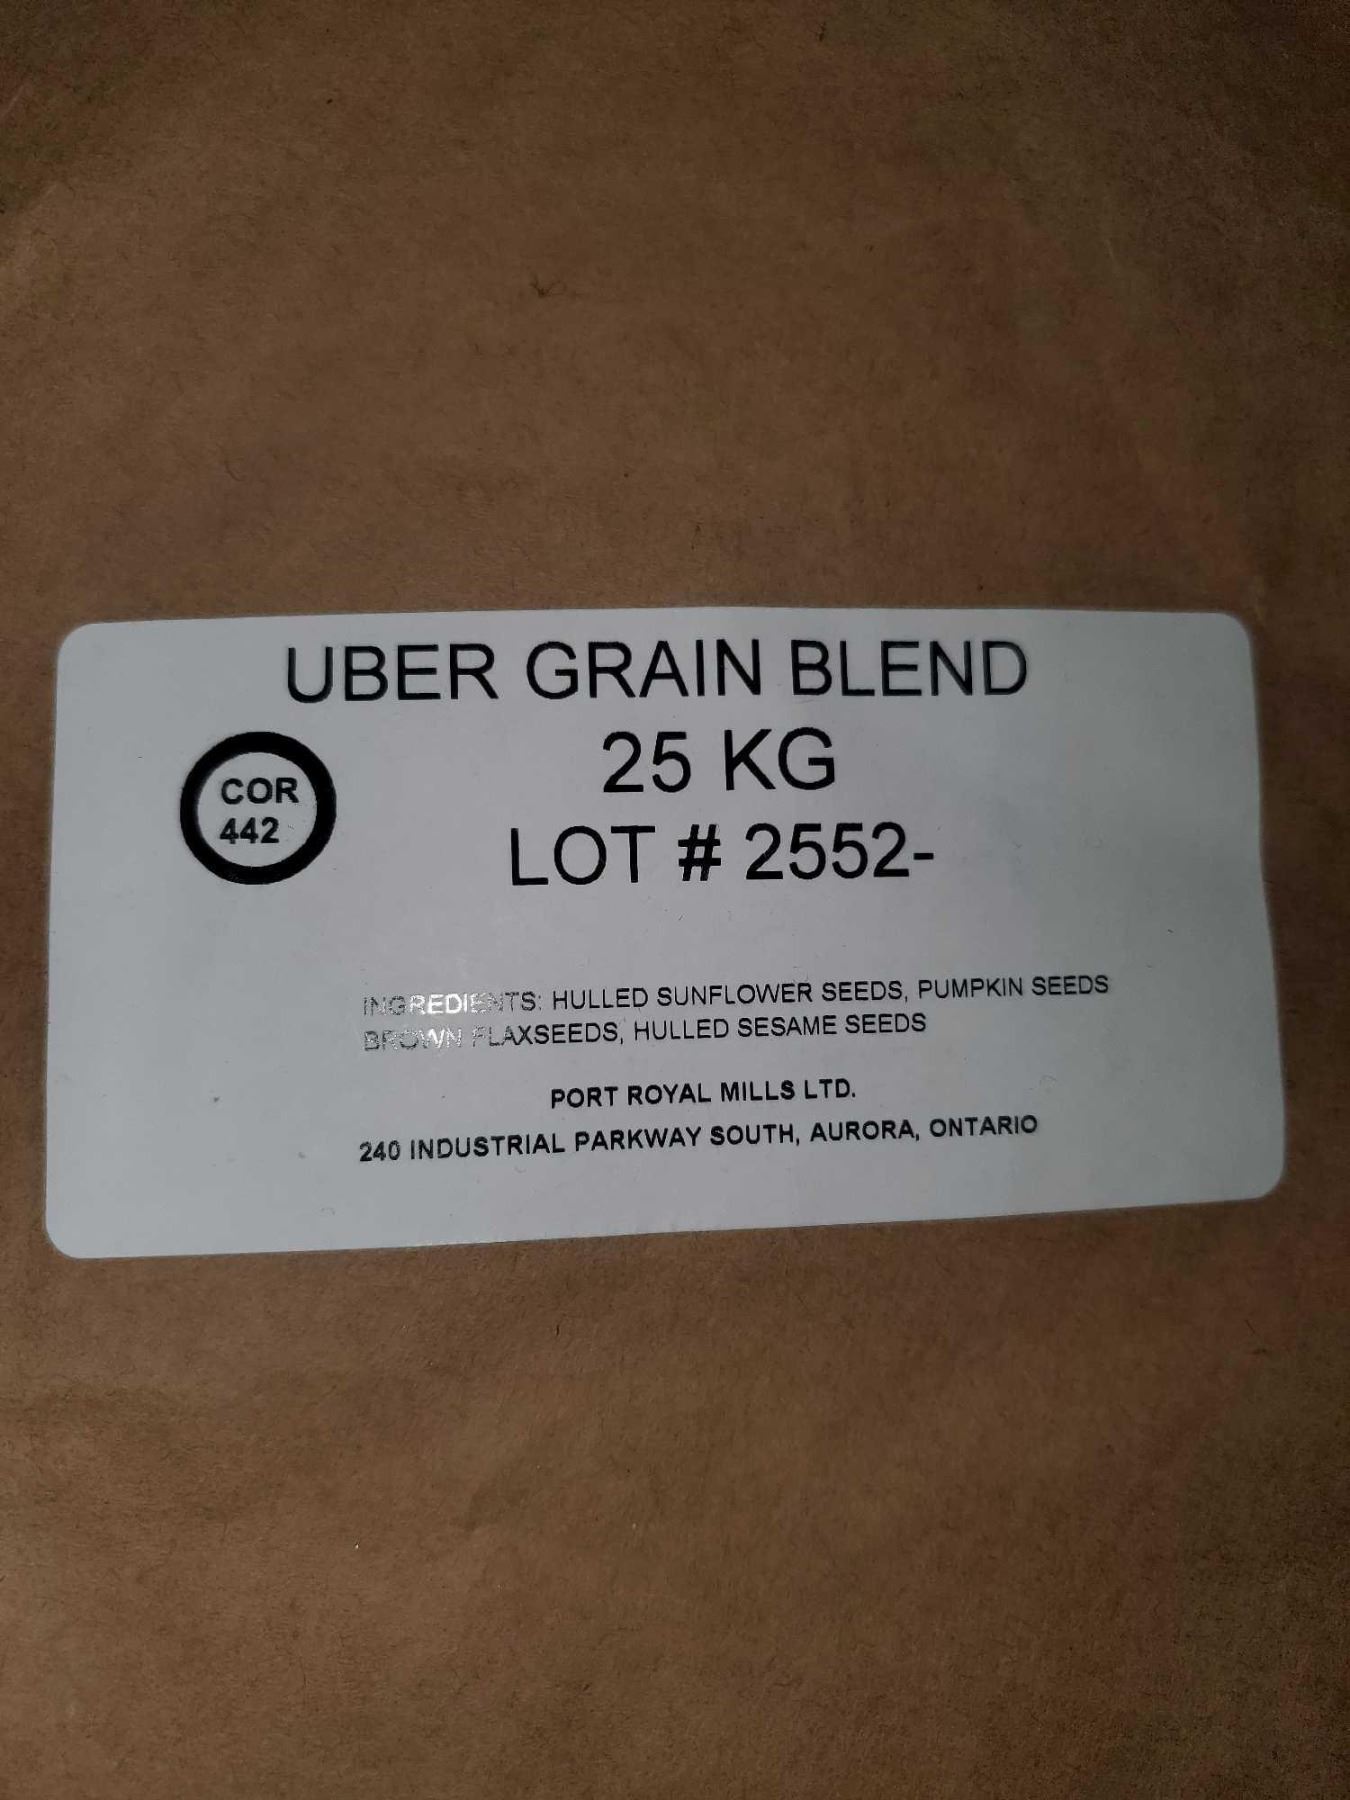 UBER GRAIN BLEND
25 KG
COR
442
LOT # 2552-
INGREDIENTS: HULLED SUNFLOWER SEEDS, PUMPKIN SEEDS
BROWN FLAXSEEDS, HULLED SESAME SEEDS
PORT ROYAL MILLS LTD.
240 INDUSTRIAL PARKWAY SOUTH, AURORA, ONTARIO